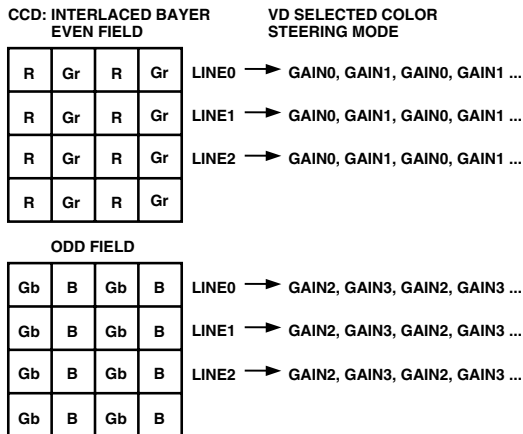 CCD: INTERLACED BAYER
EVEN FIELD
VD SELECTED COLOR
STEERING MODE
R Gr R Gr LINE0 GAIN0, GAIN1, GAIN0, GAIN1 ...
R Gr R Gr LINE1 GAIN0, GAIN1, GAIN0, GAIN1 ...
R Gr R Gr LINE2 GAIN0, GAIN1, GAIN0, GAIN1 ...
R Gr R Gr
ODD FIELD
Gb B Gb B LINE0 GAIN2, GAIN3, GAIN2, GAIN3 ...
Gb B Gb B LINE1 GAIN2, GAIN3, GAIN2, GAIN3 ...
Gb B Gb B LINE2 GAIN2, GAIN3, GAIN2, GAIN3 ...
Gb B Gb B